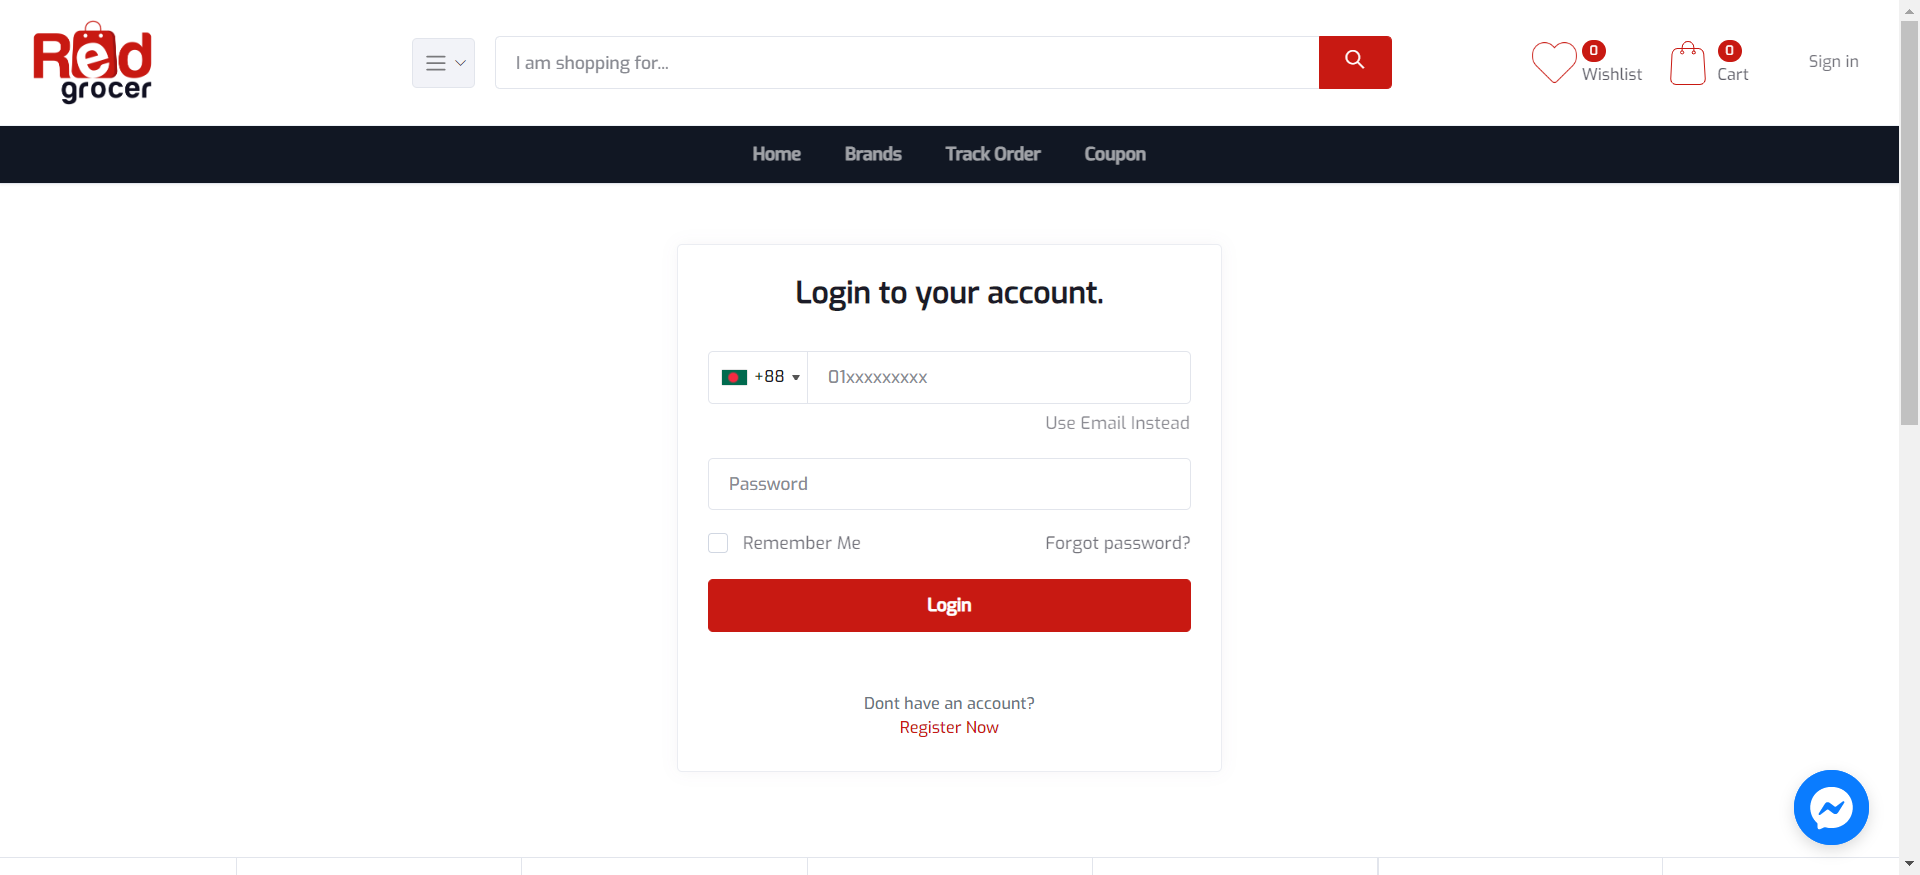 Red
grocer
I am shopping for...
0
Wishlist
0
Cart
Sign in
Home Brands Track Order Coupon
Login to your account.
+88 01xxxxxxxxx
Use Email Instead
Password
Remember Me Forgot password?
Login
Dont have an account?
Register Now